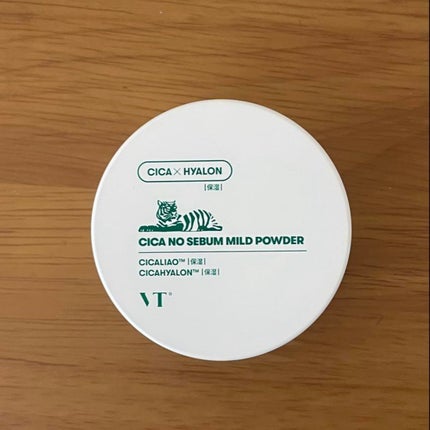 CICA × HYALON
[保湿]
CICA NO SEBUM MILD POWDER
CICALIAO™ [保湿]
CICAHYALON™ [保湿]
VT®